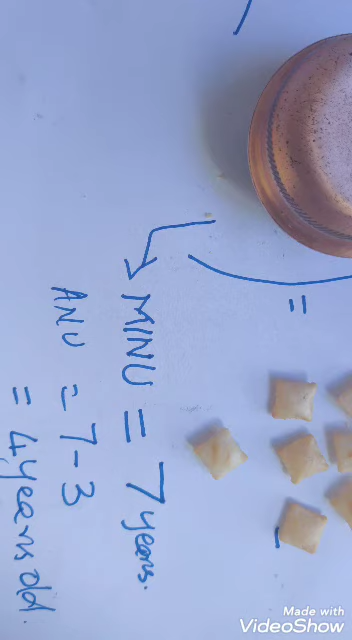 =
MINU = 7 years.
ANU = 7 - 3
= 4 years old.
Made with
VideoShow